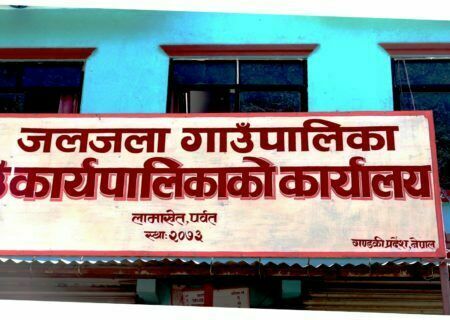 जलजला गाउँपालिका
कार्यपालिकाको कार्यालय
लामाखेत, पर्वत
स्था: २०७३
गण्डकी प्रदेश, नेपाल